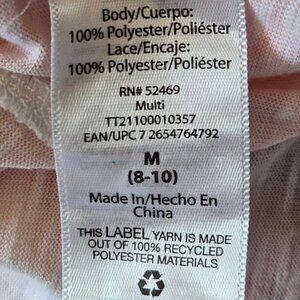 Body/Cuerpo:
100% Polyester/Poliéster
Lace/Encaje:
100% Polyester/Poliéster
RN# 52469
Multi
TT21100010357
EAN/UPC 7 2654764792
M
(8-10)
Made In/Hecho En
China
THIS LABEL YARN IS MADE
OUT OF 100% RECYCLED
POLYESTER MATERIALS